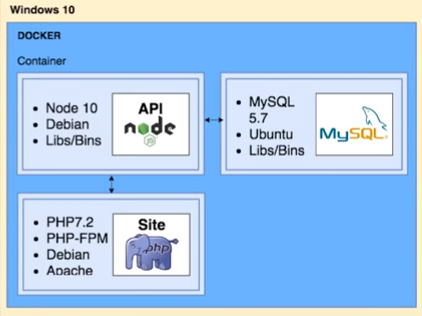 Windows 10
DOCKER
Container
Node 10
Debian
Libs/Bins
API
node
JS
MySQL
5.7
Ubuntu
Libs/Bins
MySQL
PHP7.2
PHP-FPM
Debian
Apache
Site
php